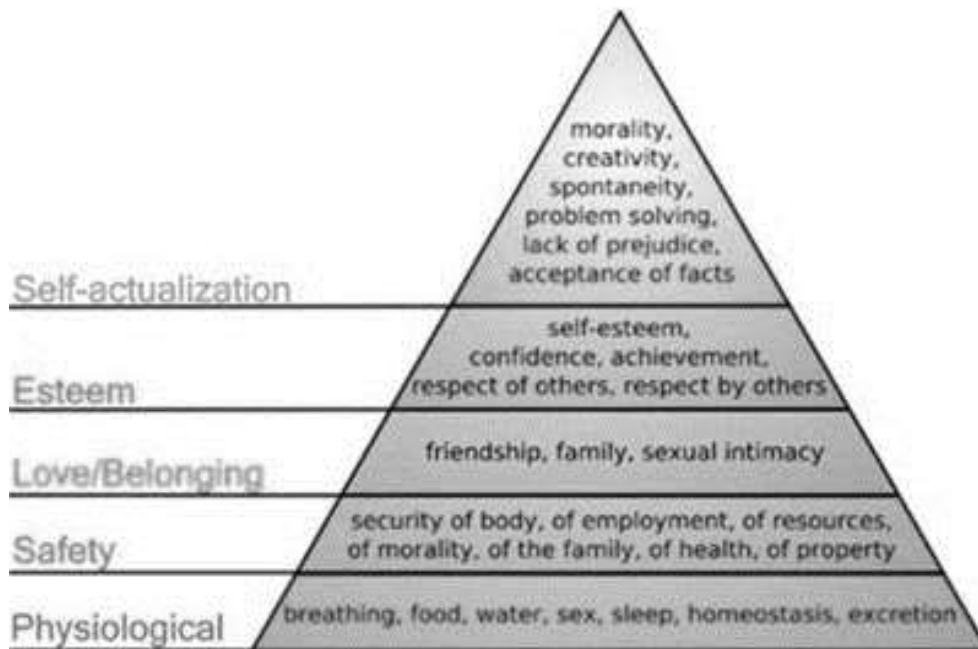 morality,
creativity,
spontaneity,
problem solving,
lack of prejudice,
acceptance of facts
Self-actualization
self-esteem,
confidence, achievement,
respect of others, respect by others
Esteem
friendship, family, sexual intimacy
Love/Belonging
security of body, of employment, of resources,
of morality, of the family, of health, of property
Safety
breathing, food, water, sex, sleep, homeostasis, excretion
Physiological